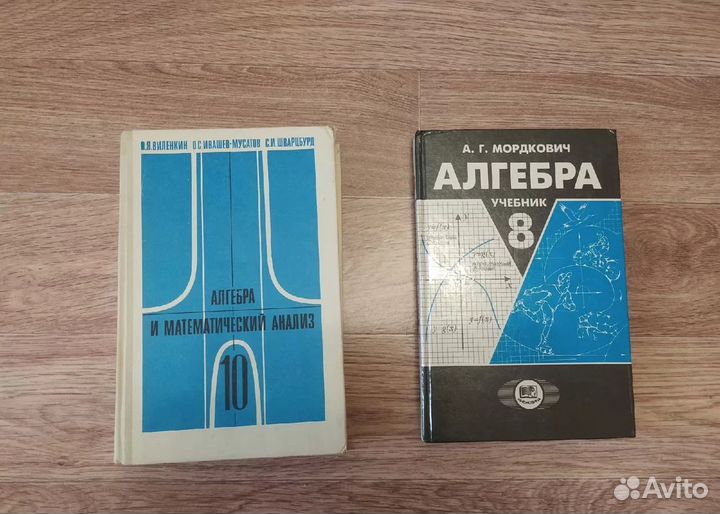 Н.Я.ВИЛЕНКИН О.С.ИВАШЕВ-МУСАТОВ С.И.ШВАРЦБУРД
АЛГЕБРА
И МАТЕМАТИЧЕСКИЙ АНАЛИЗ
10
А. Г. МОРДКОВИЧ
АЛГЕБРА
УЧЕБНИК
8
y=f(x)
y=g(x)
y=f(x)
g(x)
Avito